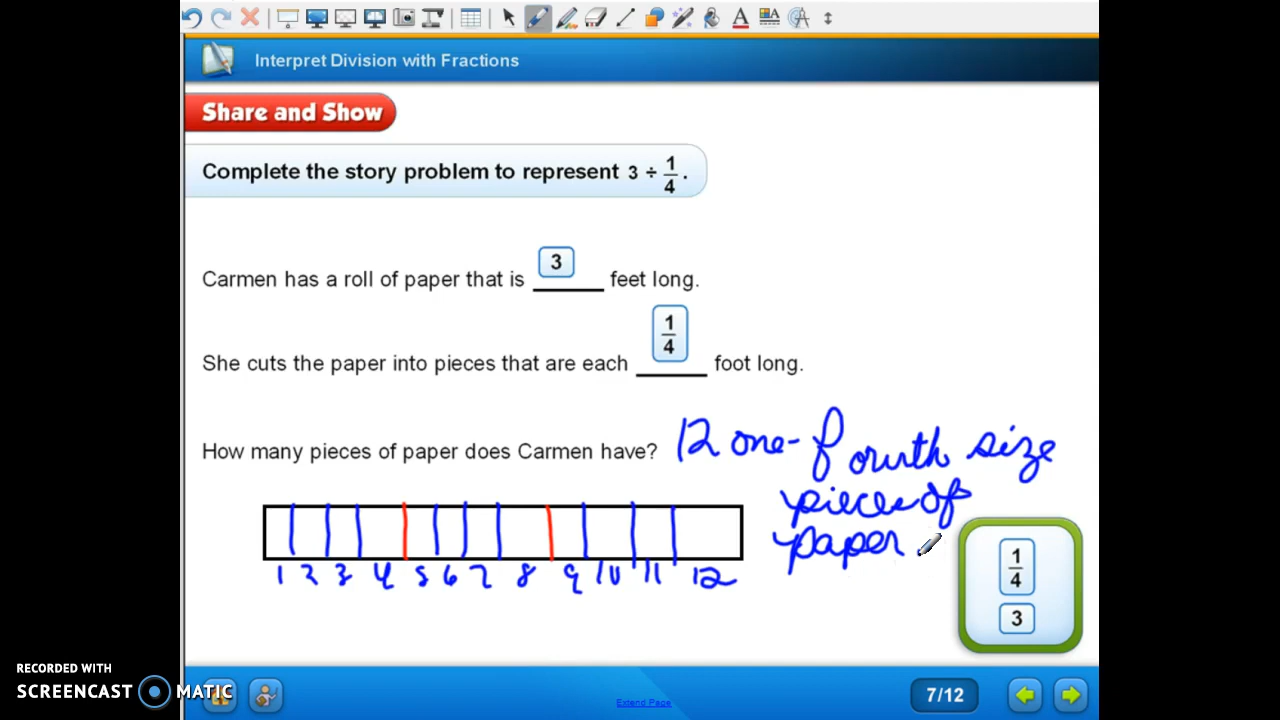 Interpret Division with Fractions
Share and Show
Complete the story problem to represent 3 ÷ 1/4.
Carmen has a roll of paper that is 3 feet long.
She cuts the paper into pieces that are each 1/4 foot long.
How many pieces of paper does Carmen have? 12 one-fourth size
pieces of
paper
1 2 3 4 5 6 7 8 9 10 11 12
1/4
3
RECORDED WITH
SCREENCAST MATIC
7/12
Extend Page